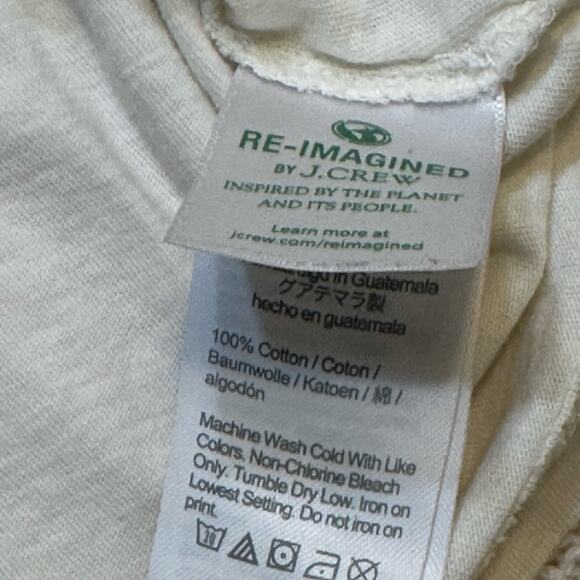 RE-IMAGINED
BY J.CREW
INSPIRED BY THE PLANET
AND ITS PEOPLE.
Learn more at
jcrew.com/reimagined
in Guatemala
グアテマラ製
hecho en guatemala
100% Cotton / Coton /
Baumwolle / Katoen / 綿 /
algodón
Machine Wash Cold With Like
Colors. Non-Chlorine Bleach
Only. Tumble Dry Low. Iron on
Lowest Setting. Do not iron on
print.
30